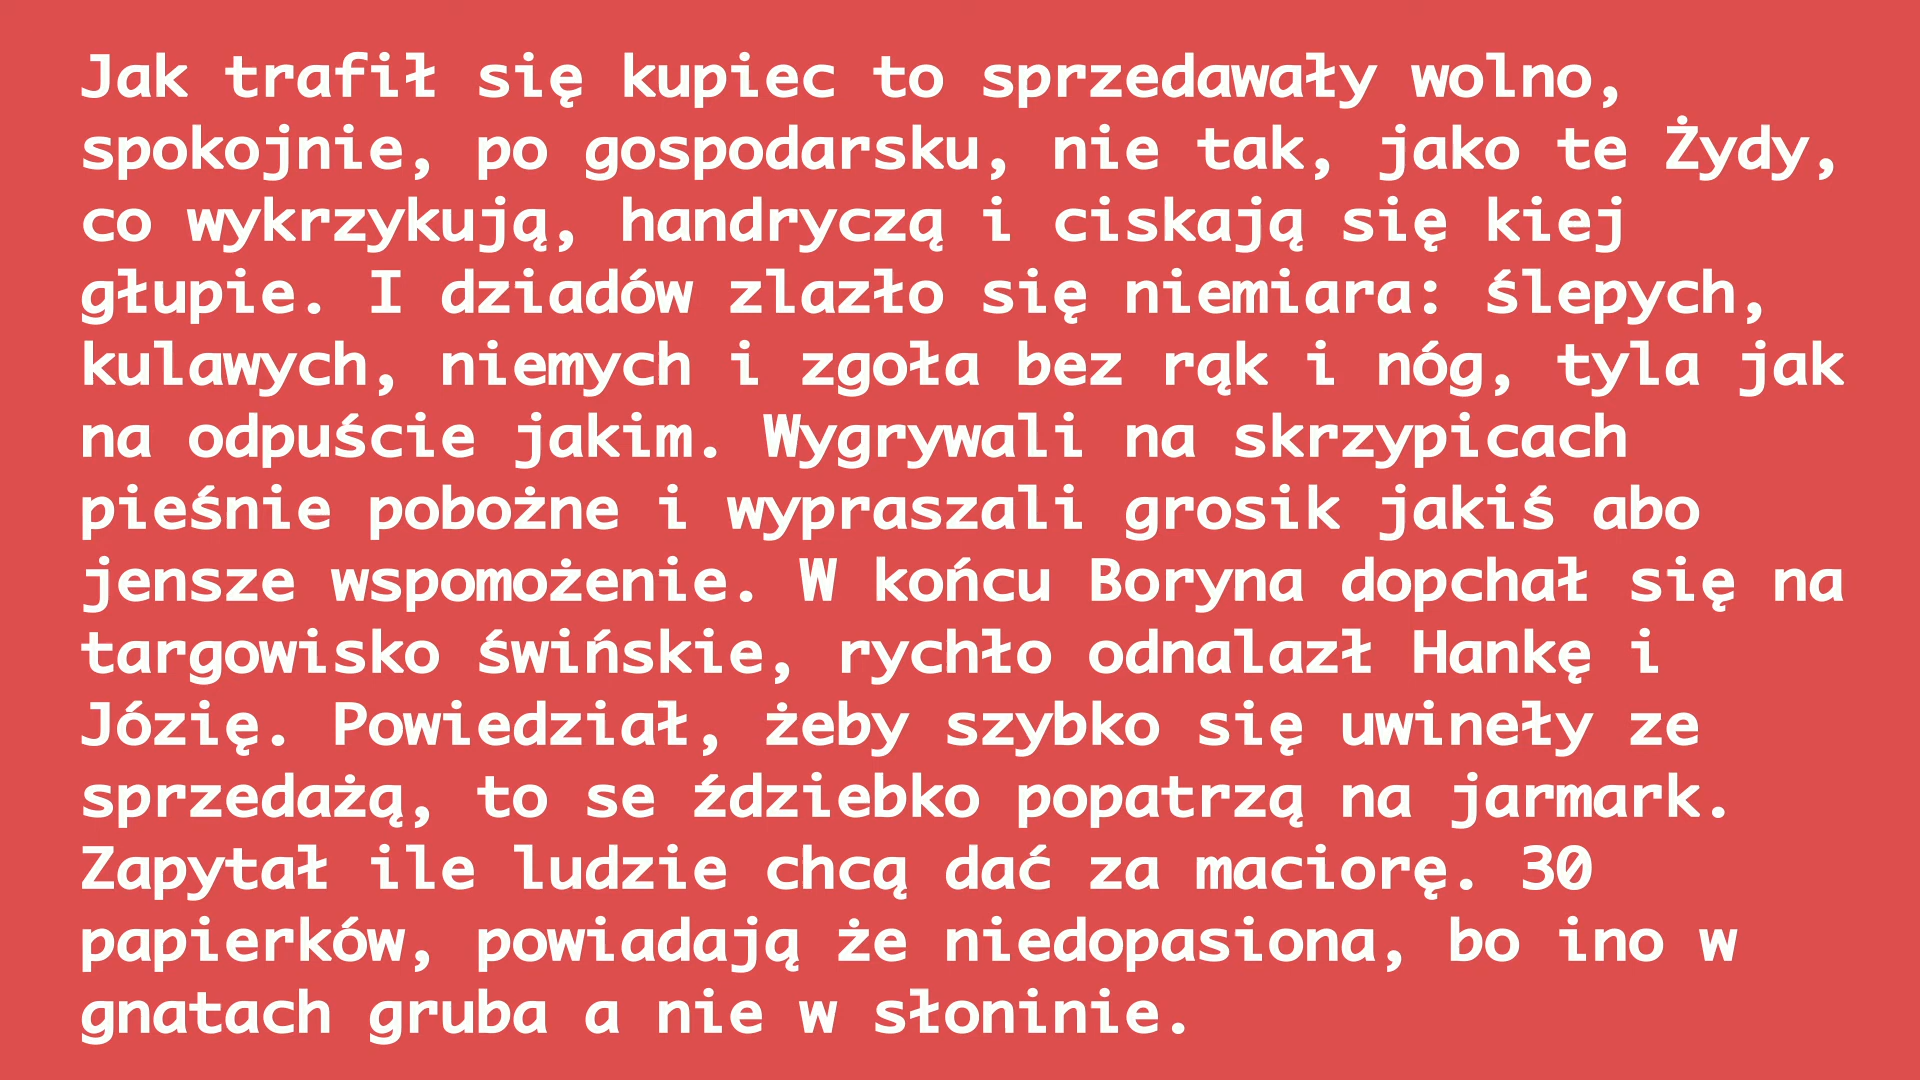 Jak trafił się kupiec to sprzedawały wolno,
spokojnie, po gospodarsku, nie tak, jako te Żydy,
co wykrzykują, handryczą i ciskają się kiej
głupie. I dziadów zlazło się niemiara: ślepych,
kulawych, niemych i zgoła bez rąk i nóg, tyla jak
na odpuście jakim. Wygrywali na skrzypicach
pieśnie pobożne i wypraszali grosik jakiś abo
jensze wspomożenie. W końcu Boryna dopchał się na
targowisko świńskie, rychło odnalazł Hankę i
Józię. Powiedział, żeby szybko się uwineły ze
sprzedażą, to se ździebko popatrzą na jarmark.
Zapytał ile ludzie chcą dać za maciorę. 30
papierków, powiadają że niedopasiona, bo ino w
gnatach gruba a nie w słoninie.